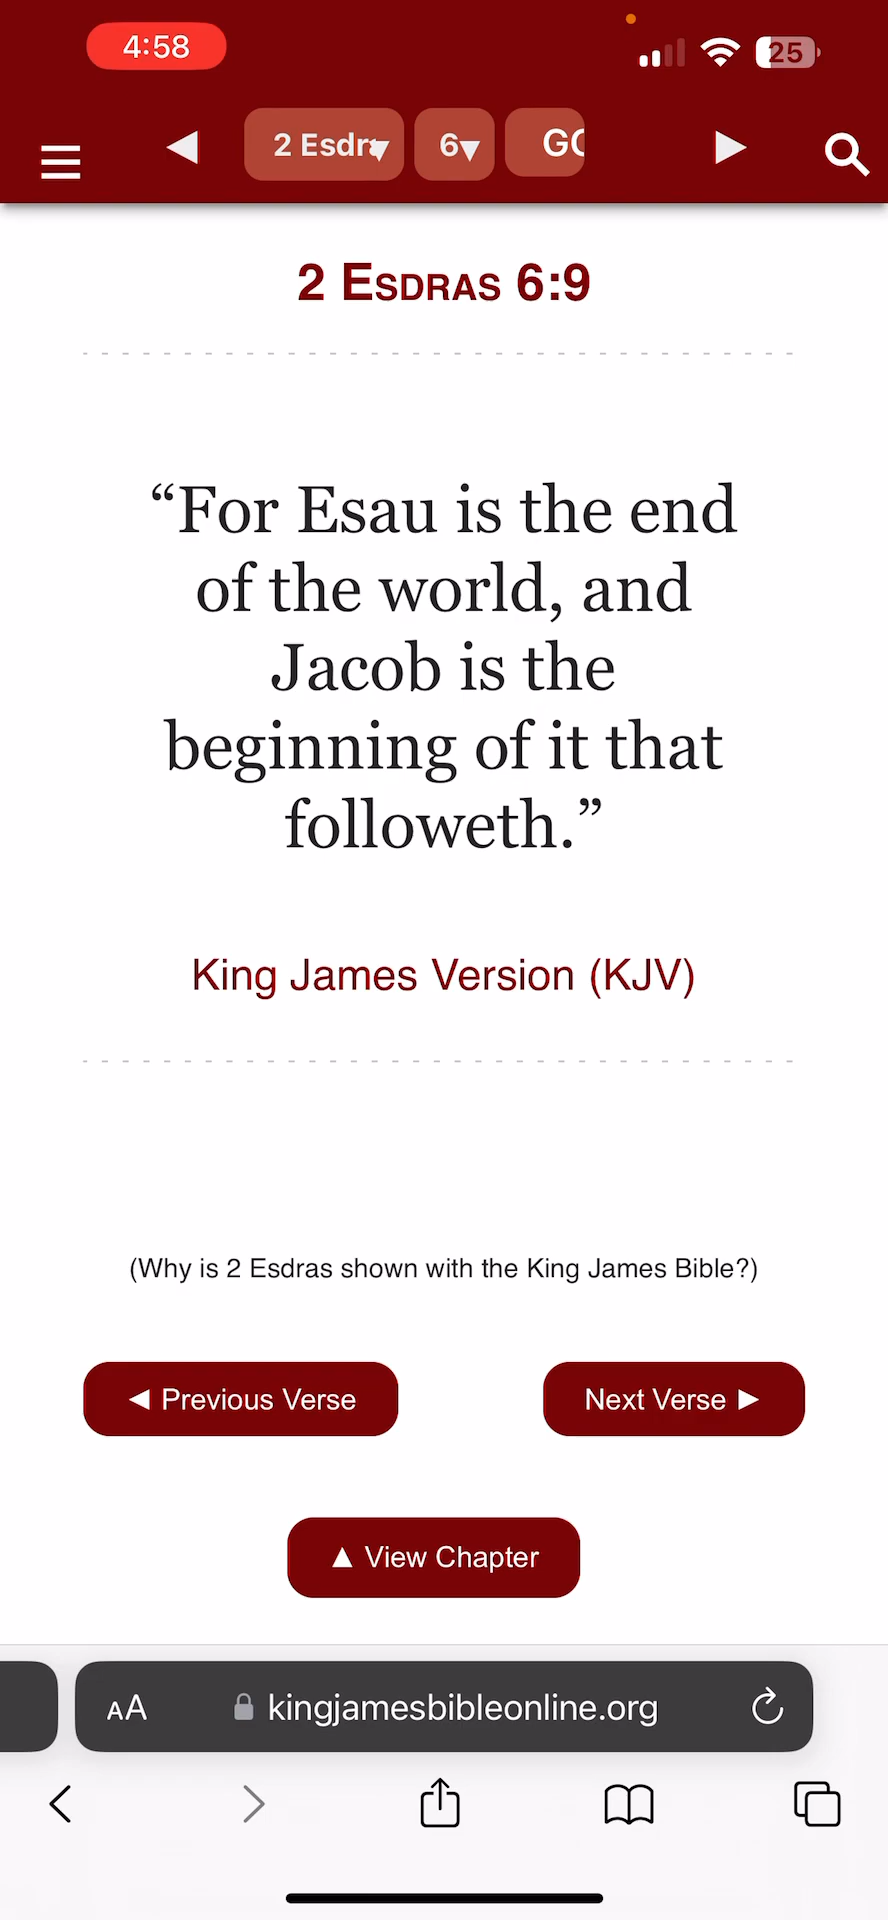 4:58
25
2 Esdra
6
GO
2 Esdras 6:9
“For Esau is the end
of the world, and
Jacob is the
beginning of it that
followeth.”
King James Version (KJV)
(Why is 2 Esdras shown with the King James Bible?)
◀ Previous Verse
Next Verse ▶
▲ View Chapter
AA
kingjamesbibleonline.org